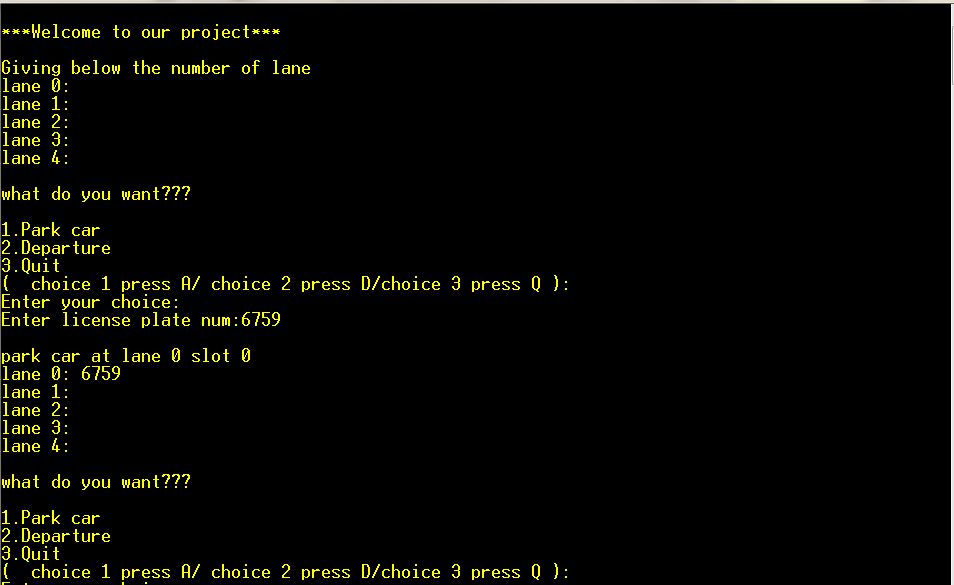 ***Welcome to our project***
Giving below the number of lane
lane 0:
lane 1:
lane 2:
lane 3:
lane 4:
what do you want???
1.Park car
2.Departure
3.Quit
(  choice 1 press A/ choice 2 press D/choice 3 press Q ):
Enter your choice:
Enter license plate num:6759
park car at lane 0 slot 0
lane 0: 6759
lane 1:
lane 2:
lane 3:
lane 4:
what do you want???
1.Park car
2.Departure
3.Quit
(  choice 1 press A/ choice 2 press D/choice 3 press Q ):